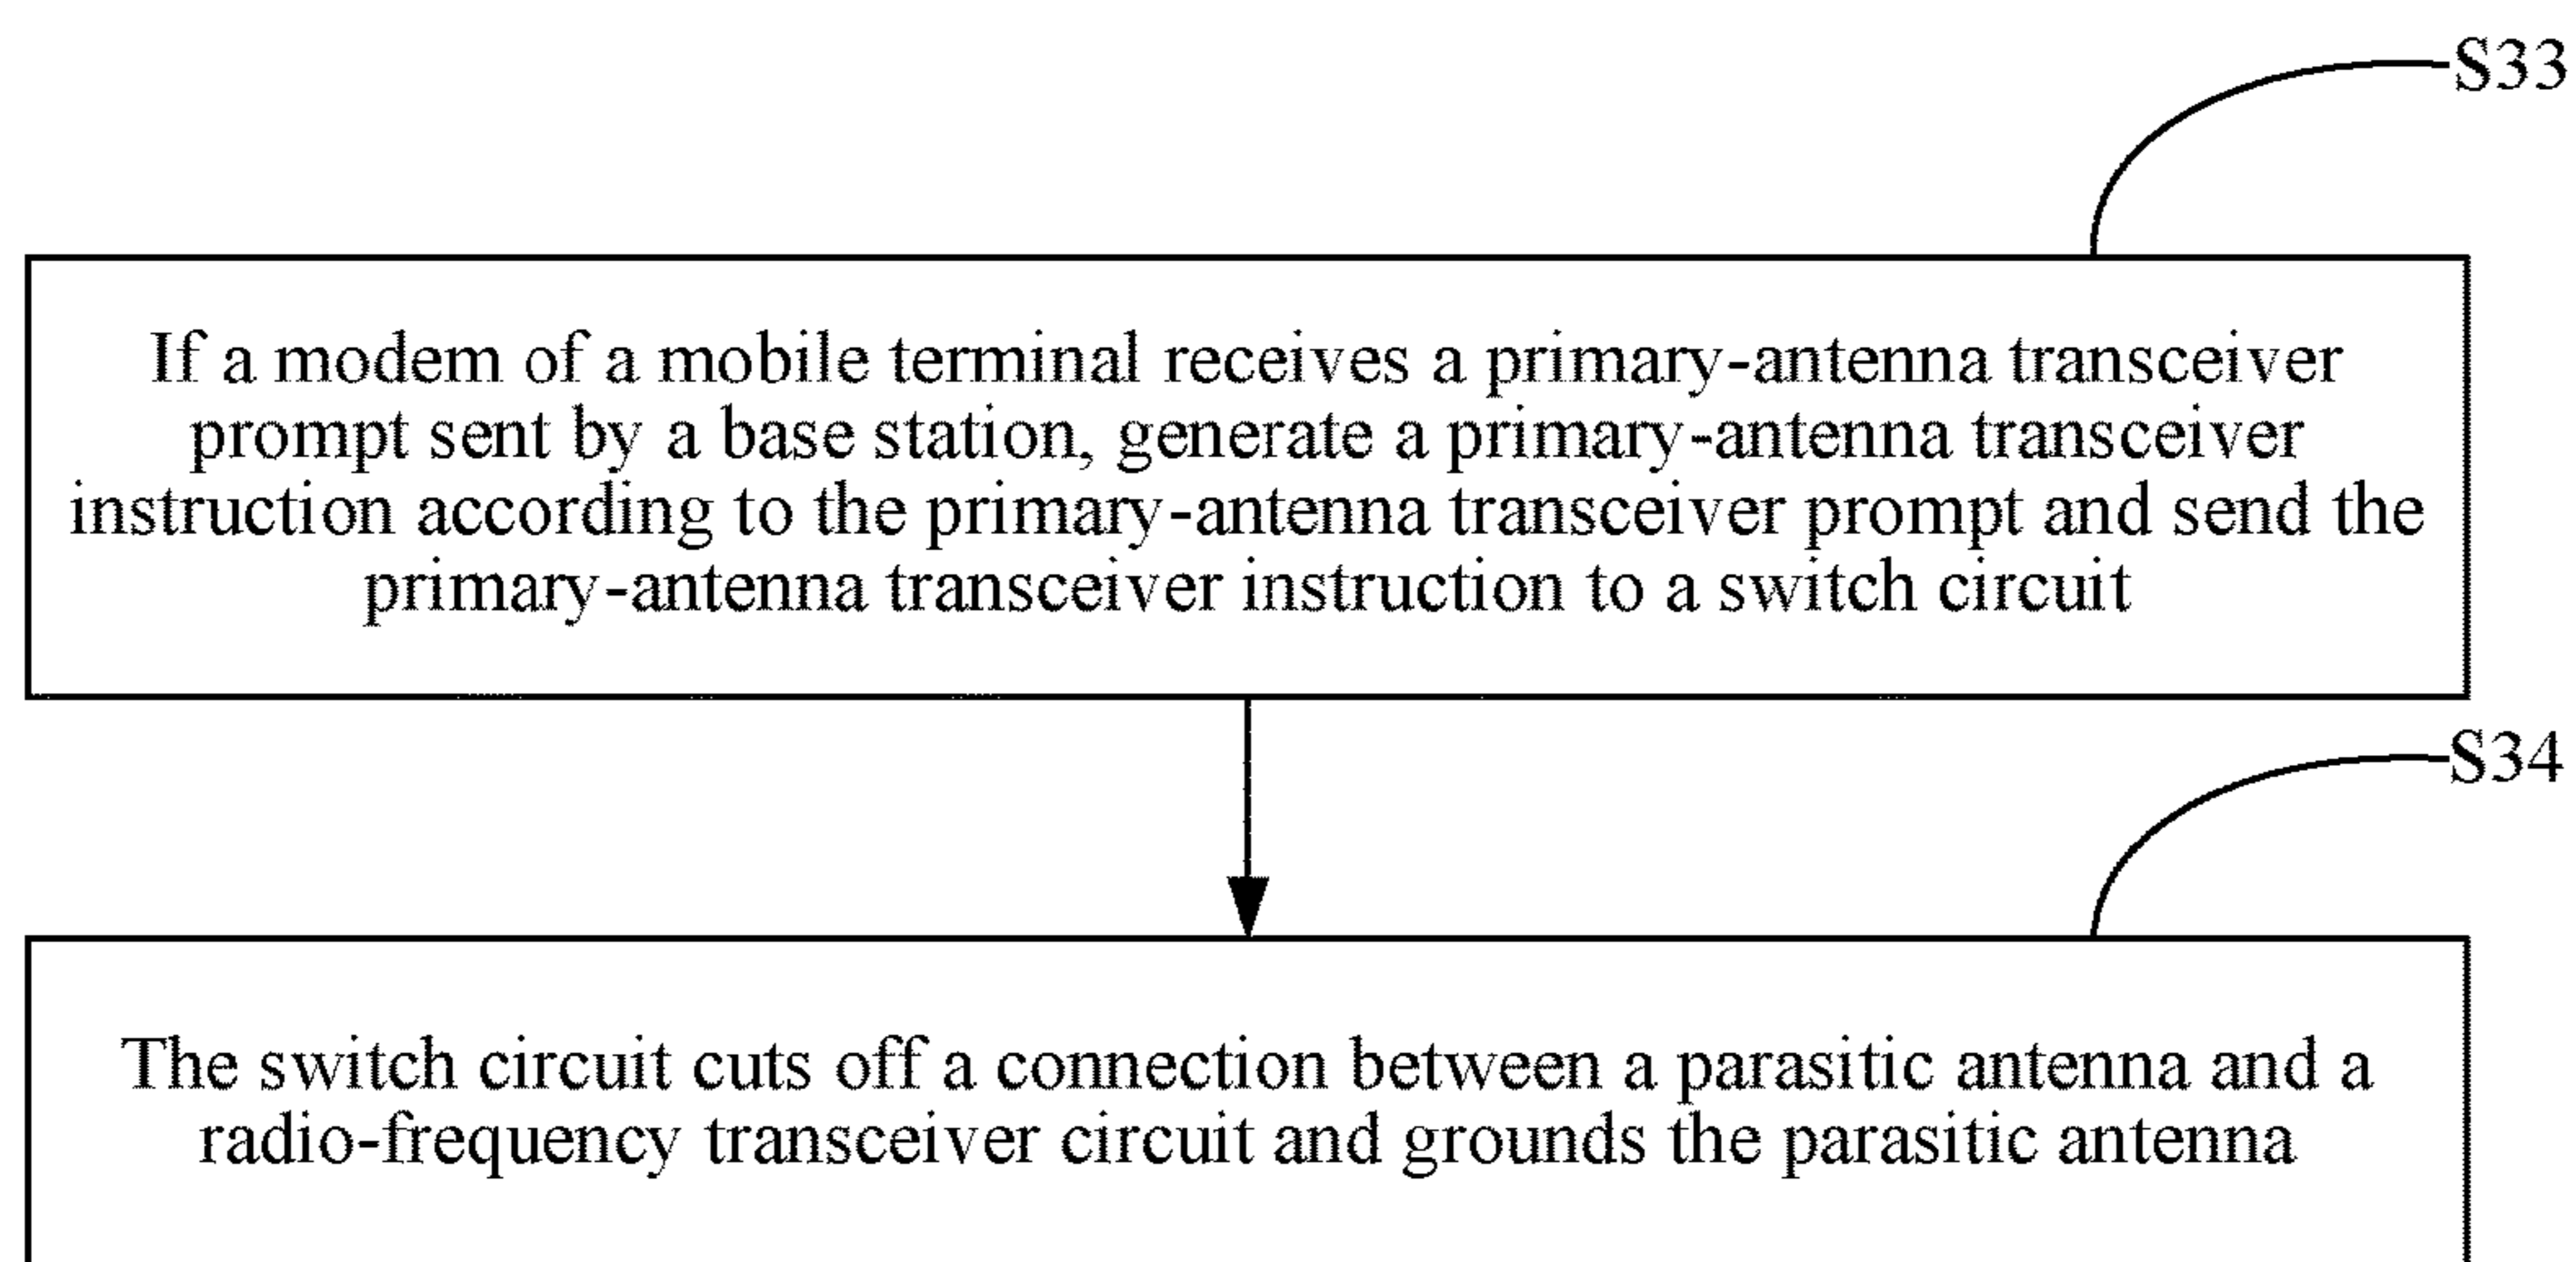 S33
If a modem of a mobile terminal receives a primary-antenna transceiver
prompt sent by a base station, generate a primary-antenna transceiver
instruction according to the primary-antenna transceiver prompt and send the
primary-antenna transceiver instruction to a switch circuit
S34
The switch circuit cuts off a connection between a parasitic antenna and a
radio-frequency transceiver circuit and grounds the parasitic antenna